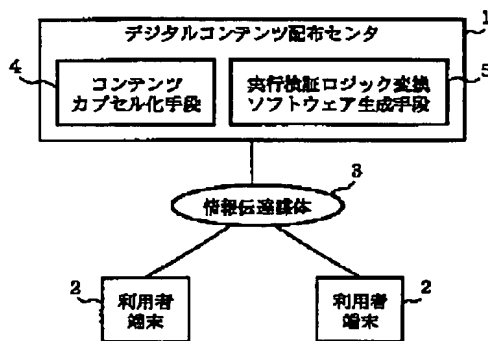 デジタルコンテンツ配布センタ
1
4
コンテンツ
カプセル化手段
実行検証ロジック変換
ソフトウェア生成手段
5
情報伝達媒体
3
2
利用者
端末
利用者
端末
2